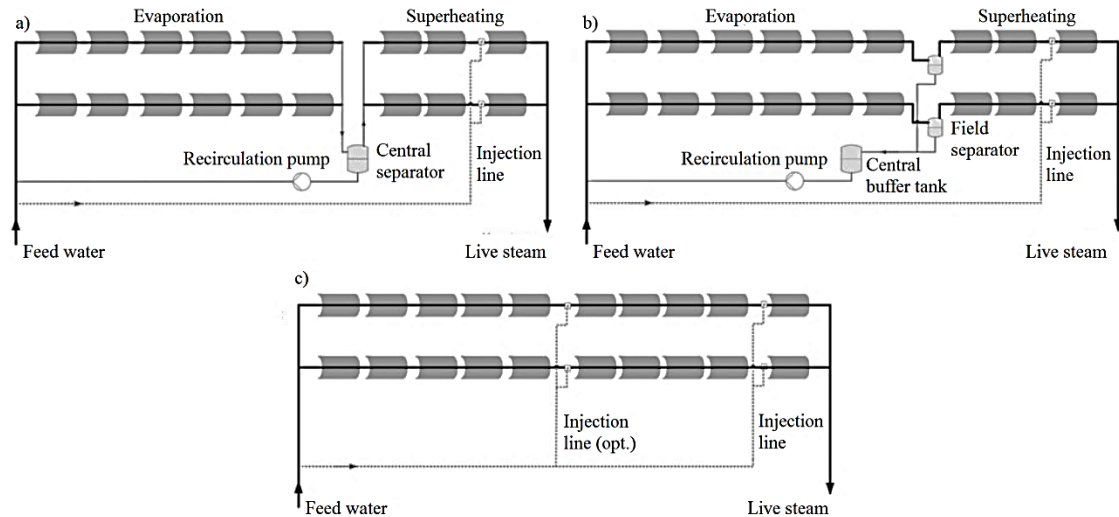 a)
Evaporation
Superheating
Recirculation pump
Central
separator
Injection
line
Feed water
Live steam
b)
Evaporation
Superheating
Recirculation pump
Central
buffer tank
Field
separator
Injection
line
Feed water
Live steam
c)
Injection
line (opt.)
Injection
line
Feed water
Live steam